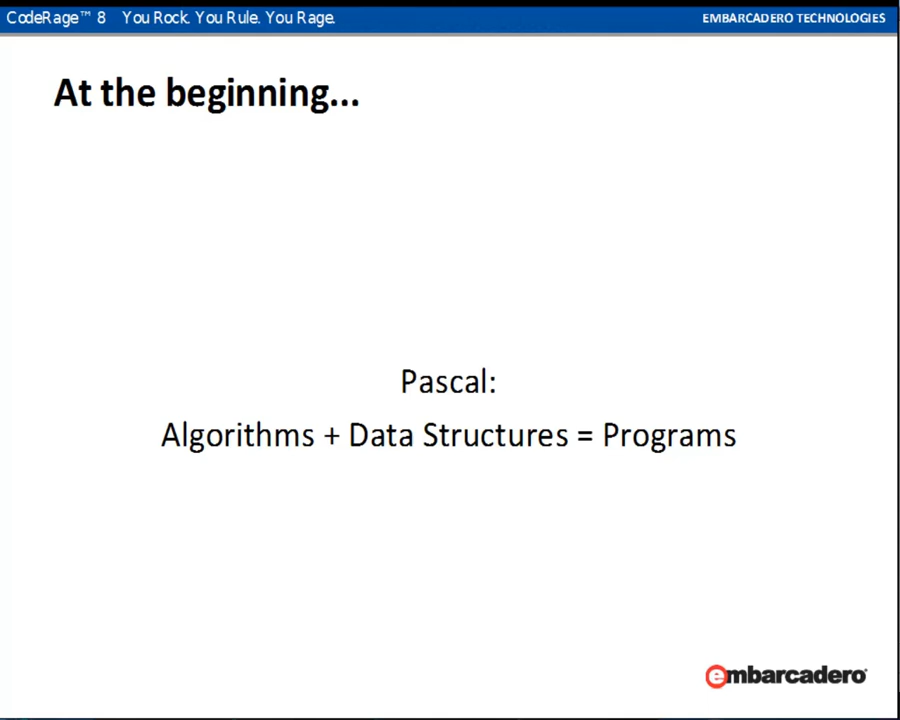 CodeRage™ 8 You Rock. You Rule. You Rage.
EMBARCADERO TECHNOLOGIES
At the beginning...
Pascal:
Algorithms + Data Structures = Programs
embarcadero